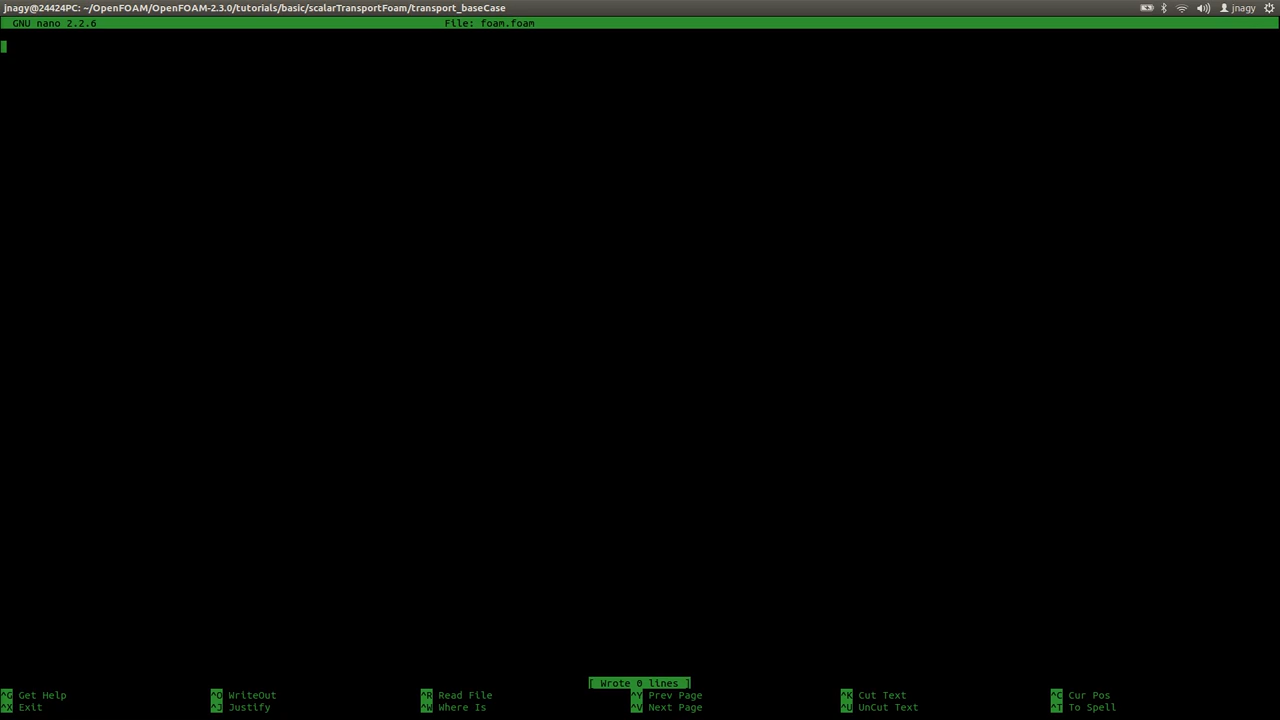 jnagy@24424PC: ~/OpenFOAM/OpenFOAM-2.3.0/tutorials/basic/scalarTransportFoam/transport_baseCase jnagy
GNU nano 2.2.6 File: foam.foam
[ Wrote 0 lines ]
^G Get Help ^O WriteOut ^R Read File ^Y Prev Page ^K Cut Text ^C Cur Pos
^X Exit ^J Justify ^W Where Is ^V Next Page ^U UnCut Text ^T To Spell